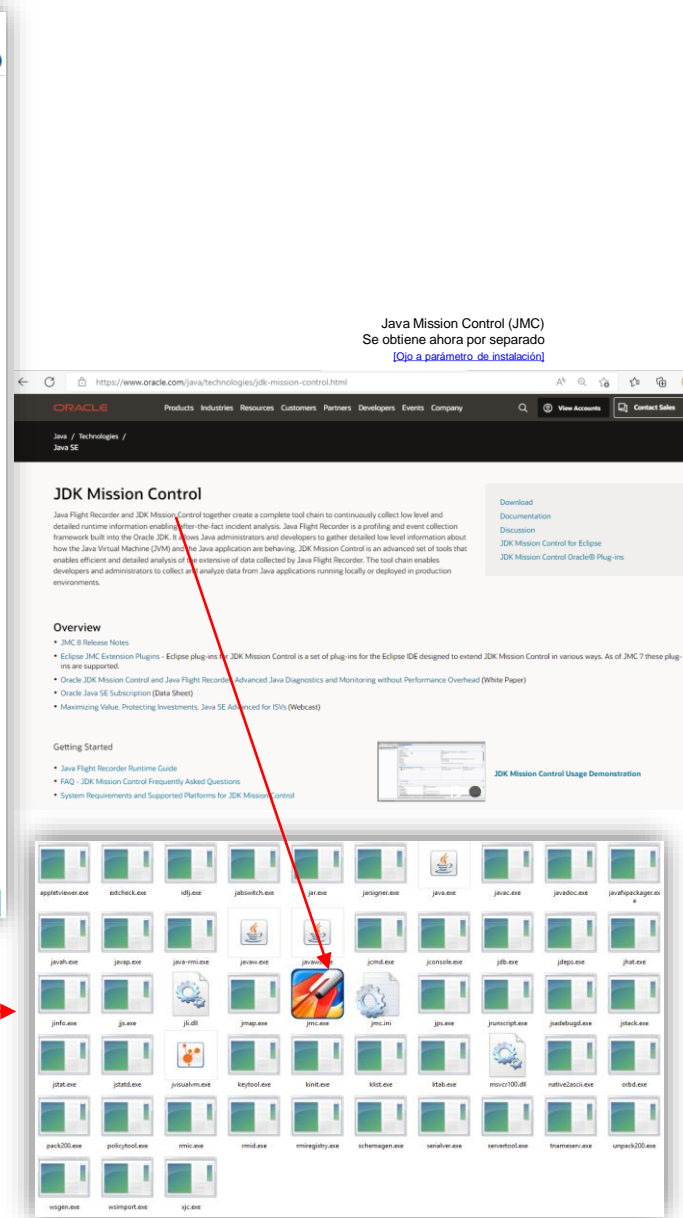 Java Mission Control (JMC)
Se obtiene ahora por separado
[Ojo a parámetro de instalación]
https://www.oracle.com/java/technologies/jdk-mission-control.html
ORACLE Products Industries Resources Customers Partners Developers Events Company View Accounts Contact Sales
Java / Technologies /
Java SE
JDK Mission Control
Java Flight Recorder and JDK Mission Control together create a complete tool chain to continuously collect low level and
detailed runtime information enabling after-the-fact incident analysis. Java Flight Recorder is a profiling and event collection
framework built into the Oracle JDK. It allows Java administrators and developers to gather detailed low level information about
how the Java Virtual Machine (JVM) and the Java application are behaving. JDK Mission Control is an advanced set of tools that
enables efficient and detailed analysis of the extensive of data collected by Java Flight Recorder. The tool chain enables
developers and administrators to collect and analyze data from Java applications running locally or deployed in production
environments.
Download
Documentation
Discussion
JDK Mission Control for Eclipse
JDK Mission Control Oracle® Plug-ins
Overview
• JMC 8 Release Notes
• Eclipse JMC Extension Plugins - Eclipse plug-ins for JDK Mission Control is a set of plug-ins for the Eclipse IDE designed to extend JDK Mission Control in various ways. As of JMC 7 these plug-
ins are supported.
• Oracle JDK Mission Control and Java Flight Recorder, Advanced Java Diagnostics and Monitoring without Performance Overhead (White Paper)
• Oracle Java SE Subscription (Data Sheet)
• Maximizing Value. Protecting Investments. Java SE Advanced for ISVs (Webcast)
Getting Started
• Java Flight Recorder Runtime Guide
• FAQ - JDK Mission Control Frequently Asked Questions
• System Requirements and Supported Platforms for JDK Mission Control
JDK Mission Control Usage Demonstration
appletviewer.exe extcheck.exe idlj.exe jabswitch.exe jar.exe jarsigner.exe java.exe javac.exe javadoc.exe javafxpackager.ex
e
javah.exe javap.exe java-rmi.exe javaw.exe javaws.exe jcmd.exe jconsole.exe jdb.exe jdeps.exe jhat.exe
jinfo.exe jjs.exe jli.dll jmap.exe jmc.exe jmc.ini jps.exe jrunscript.exe jsadebugd.exe jstack.exe
jstat.exe jstatd.exe jvisualvm.exe keytool.exe kinit.exe klist.exe ktab.exe msvcr100.dll native2ascii.exe orbd.exe
pack200.exe policytool.exe rmic.exe rmid.exe rmiregistry.exe schemagen.exe serialver.exe servertool.exe tnameserv.exe unpack200.exe
wsgen.exe wsimport.exe xjc.exe